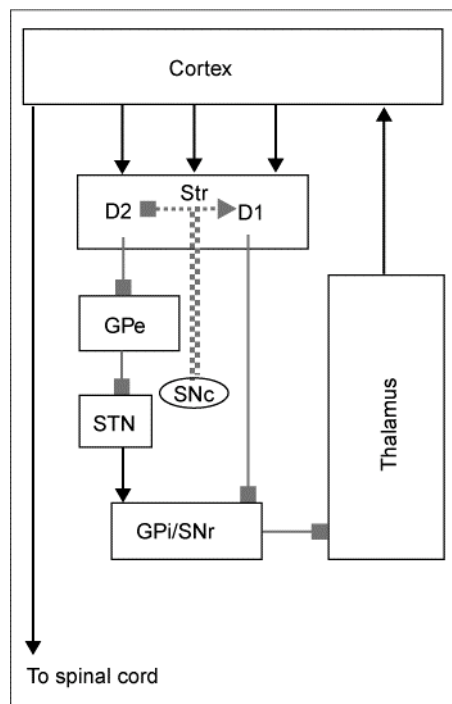 Cortex
Str
D2
D1
GPe
SNc
STN
Thalamus
GPi/SNr
To spinal cord